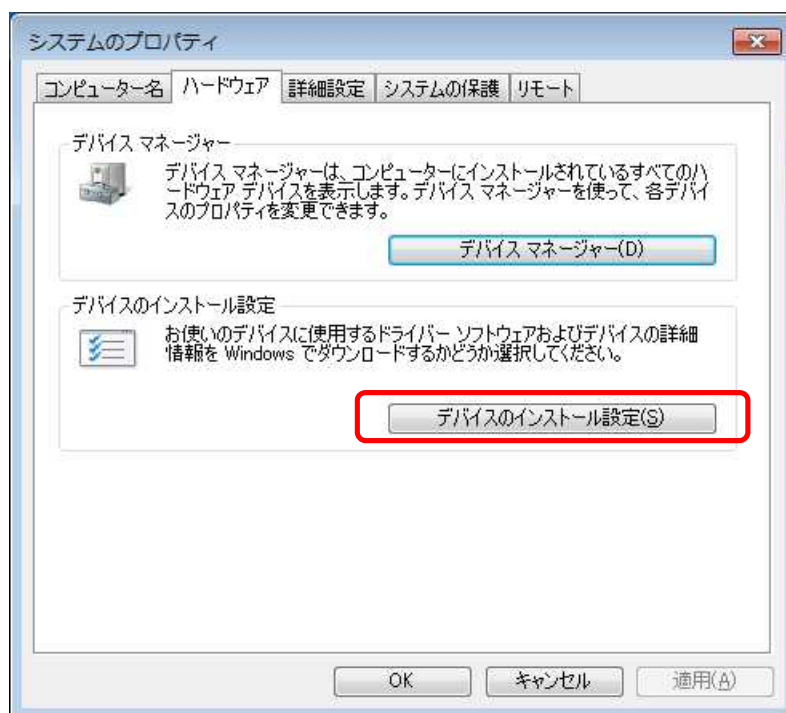 システムのプロパティ
コンピューター名 ハードウェア 詳細設定 システムの保護 リモート
デバイス マネージャー
デバイス マネージャーは、コンピューターにインストールされているすべてのハ
ードウェア デバイスを表示します。デバイス マネージャーを使って、各デバイ
スのプロパティを変更できます。
デバイス マネージャー(D)
デバイスのインストール設定
お使いのデバイスに使用するドライバー ソフトウェアおよびデバイスの詳細
情報を Windows でダウンロードするかどうか選択してください。
デバイスのインストール設定(S)
OK キャンセル 適用(A)